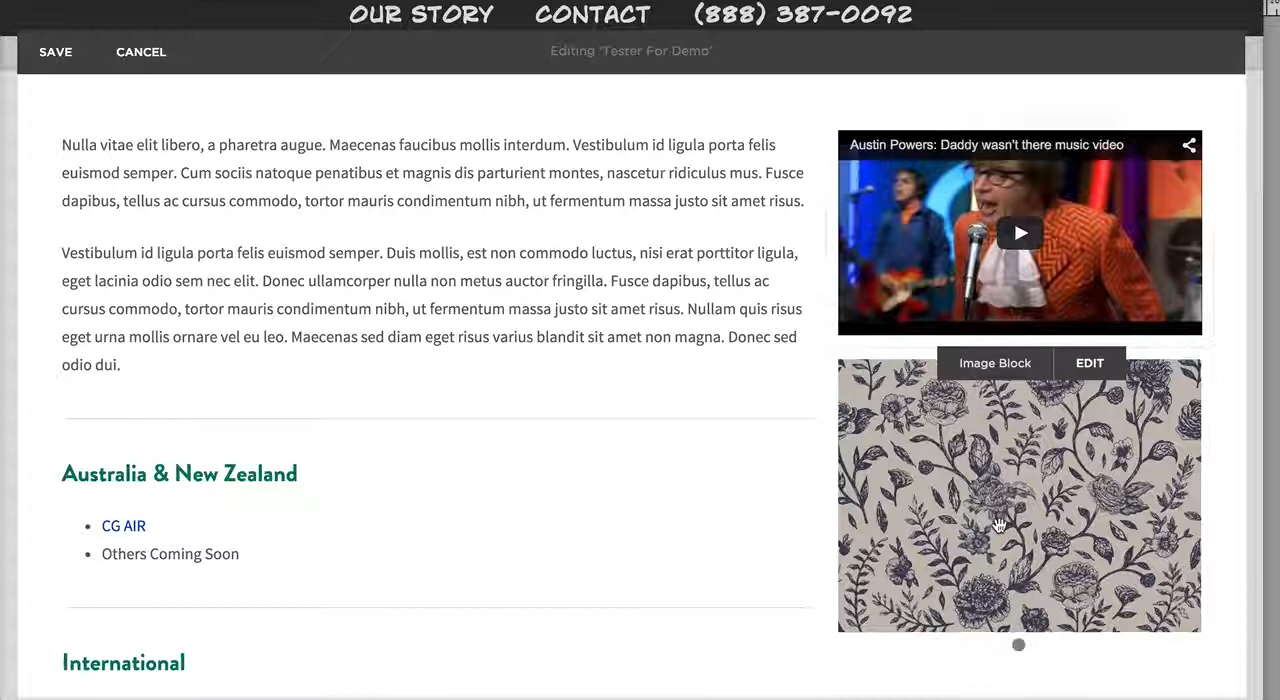 OUR STORY CONTACT (888) 387-0092
SAVE CANCEL Editing "Tester For Demo"
Nulla vitae elit libero, a pharetra augue. Maecenas faucibus mollis interdum. Vestibulum id ligula porta felis
euismod semper. Cum sociis natoque penatibus et magnis dis parturient montes, nascetur ridiculus mus. Fusce
dapibus, tellus ac cursus commodo, tortor mauris condimentum nibh, ut fermentum massa justo sit amet risus.
Vestibulum id ligula porta felis euismod semper. Duis mollis, est non commodo luctus, nisi erat porttitor ligula,
eget lacinia odio sem nec elit. Donec ullamcorper nulla non metus auctor fringilla. Fusce dapibus, tellus ac
cursus commodo, tortor mauris condimentum nibh, ut fermentum massa justo sit amet risus. Nullam quis risus
eget urna mollis ornare vel eu leo. Maecenas sed diam eget risus varius blandit sit amet non magna. Donec sed
odio dui.
Australia & New Zealand
• CG AIR
• Others Coming Soon
International
Austin Powers: Daddy wasn't there music video
Image Block EDIT